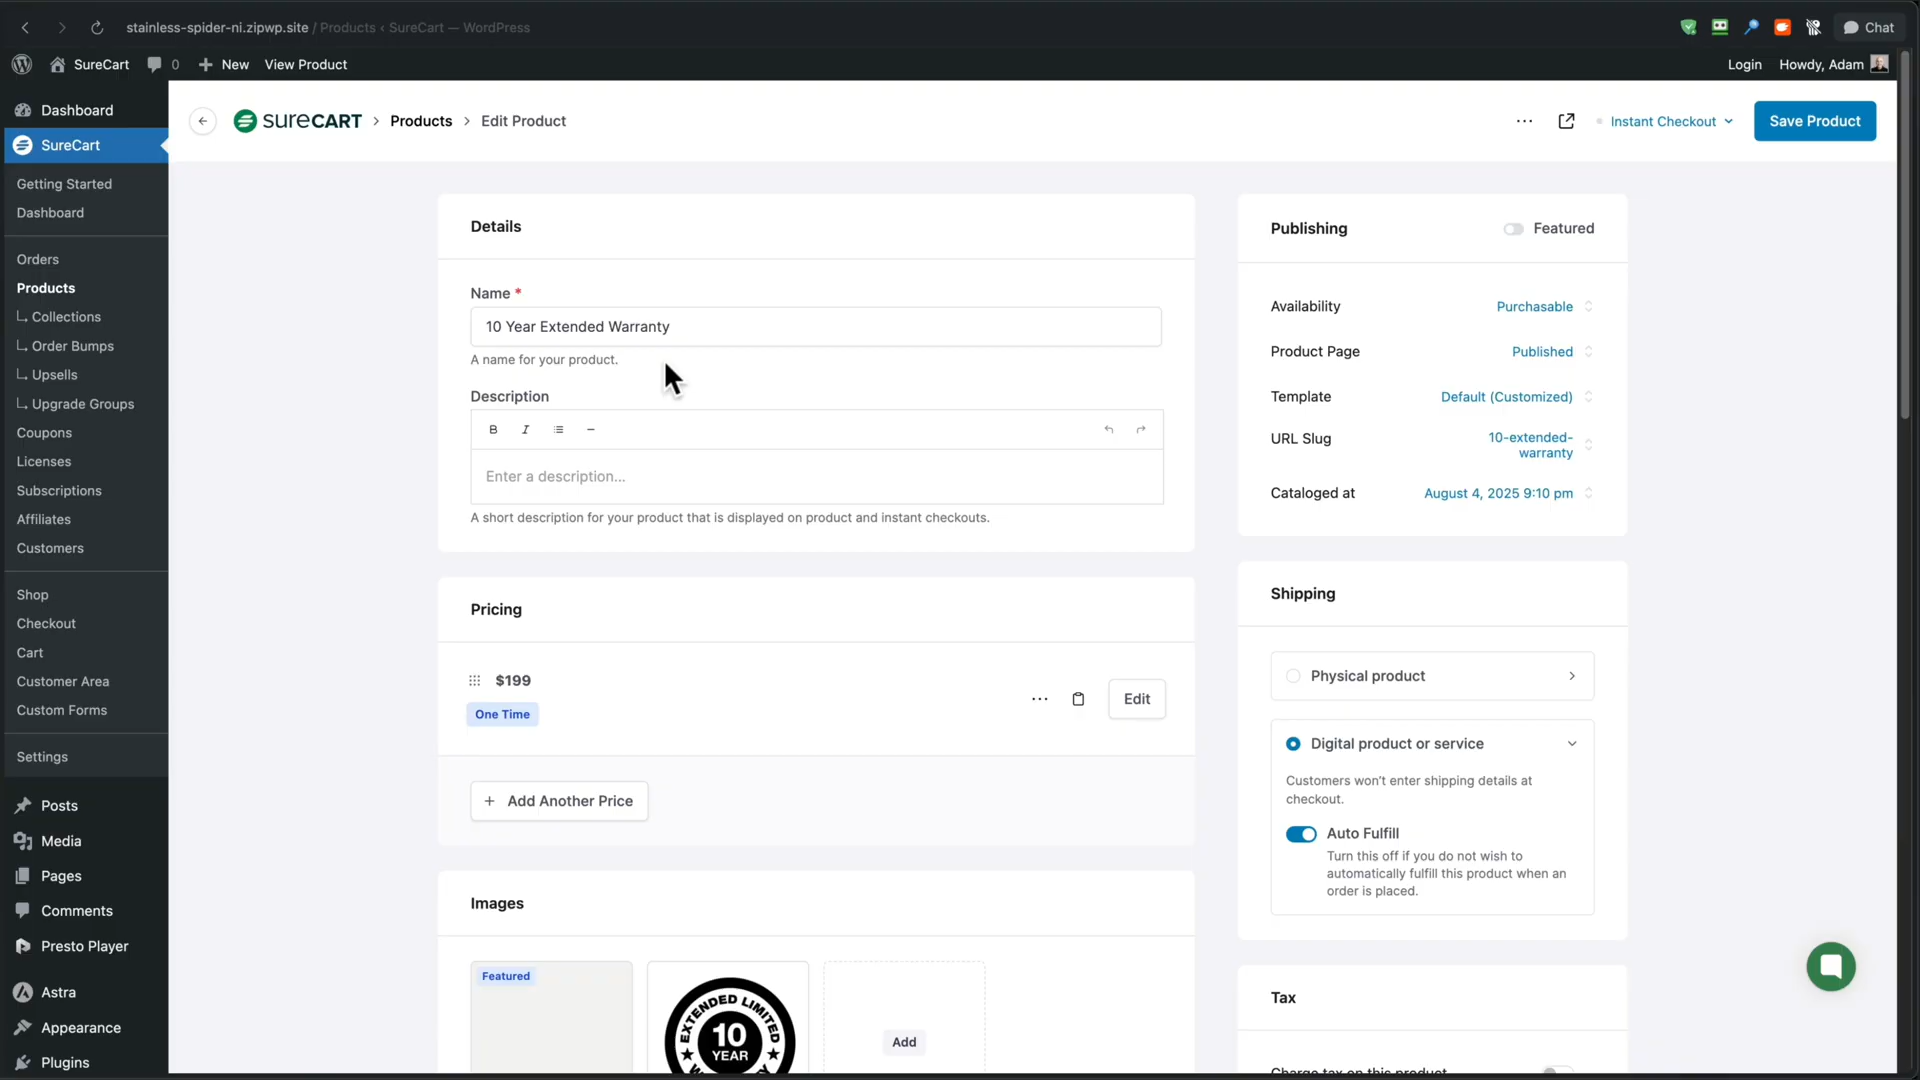 stainless-spider-ni.zipwp.site / Products ‹ SureCart — WordPress
Chat
SureCart
0
New
View Product
Login
Howdy, Adam
Dashboard
SureCart
Getting Started
Dashboard
Orders
Products
Collections
Order Bumps
Upsells
Upgrade Groups
Coupons
Licenses
Subscriptions
Affiliates
Customers
Shop
Checkout
Cart
Customer Area
Custom Forms
Settings
Posts
Media
Pages
Comments
Presto Player
Astra
Appearance
Plugins
SURECART > Products > Edit Product
Instant Checkout
Save Product
Details
Name *
10 Year Extended Warranty
A name for your product.
Description
B I
Enter a description...
A short description for your product that is displayed on product and instant checkouts.
Pricing
$199
One Time
Edit
+ Add Another Price
Images
Featured
EXTENDED LIMITED
10
YEAR
Add
Publishing
Featured
Availability
Purchasable
Product Page
Published
Template
Default (Customized)
URL Slug
10-extended-
warranty
Cataloged at
August 4, 2025 9:10 pm
Shipping
Physical product
Digital product or service
Customers won't enter shipping details at
checkout.
Auto Fulfill
Turn this off if you do not wish to
automatically fulfill this product when an
order is placed.
Tax
Charge tax on this product